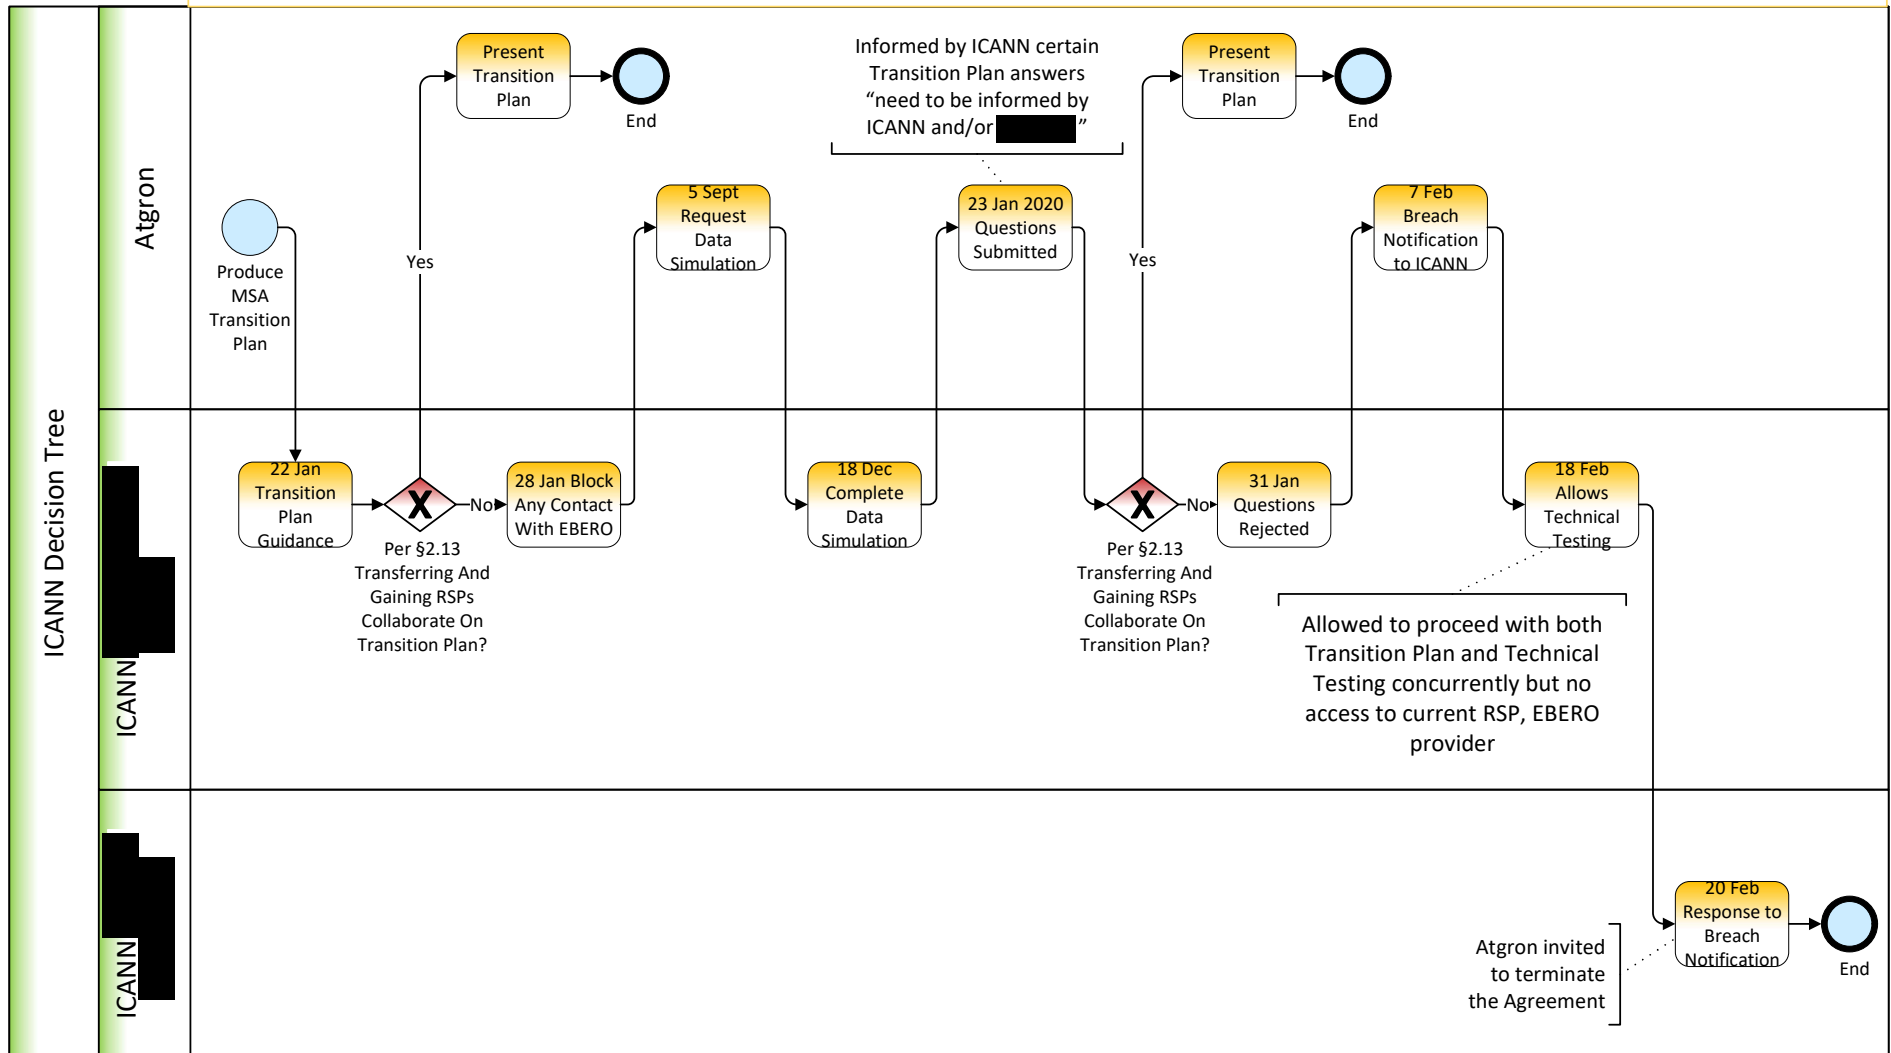 ICANN Decision Tree
Atgron
Produce
MSA
Transition
Plan
Present
Transition
Plan
End
Yes
5 Sept
Request
Data
Simulation
Informed by ICANN certain
Transition Plan answers
“need to be informed by
ICANN and/or ”
23 Jan 2020
Questions
Submitted
Present
Transition
Plan
End
Yes
7 Feb
Breach
Notification
to ICANN
ICANN
22 Jan
Transition
Plan
Guidance
X
Per §2.13
Transferring And
Gaining RSPs
Collaborate On
Transition Plan?
No
28 Jan Block
Any Contact
With EBERO
18 Dec
Complete
Data
Simulation
X
Per §2.13
Transferring And
Gaining RSPs
Collaborate On
Transition Plan?
No
31 Jan
Questions
Rejected
18 Feb
Allows
Technical
Testing
Allowed to proceed with both
Transition Plan and Technical
Testing concurrently but no
access to current RSP, EBERO
provider
ICANN
Atgron invited
to terminate
the Agreement
20 Feb
Response to
Breach
Notification
End